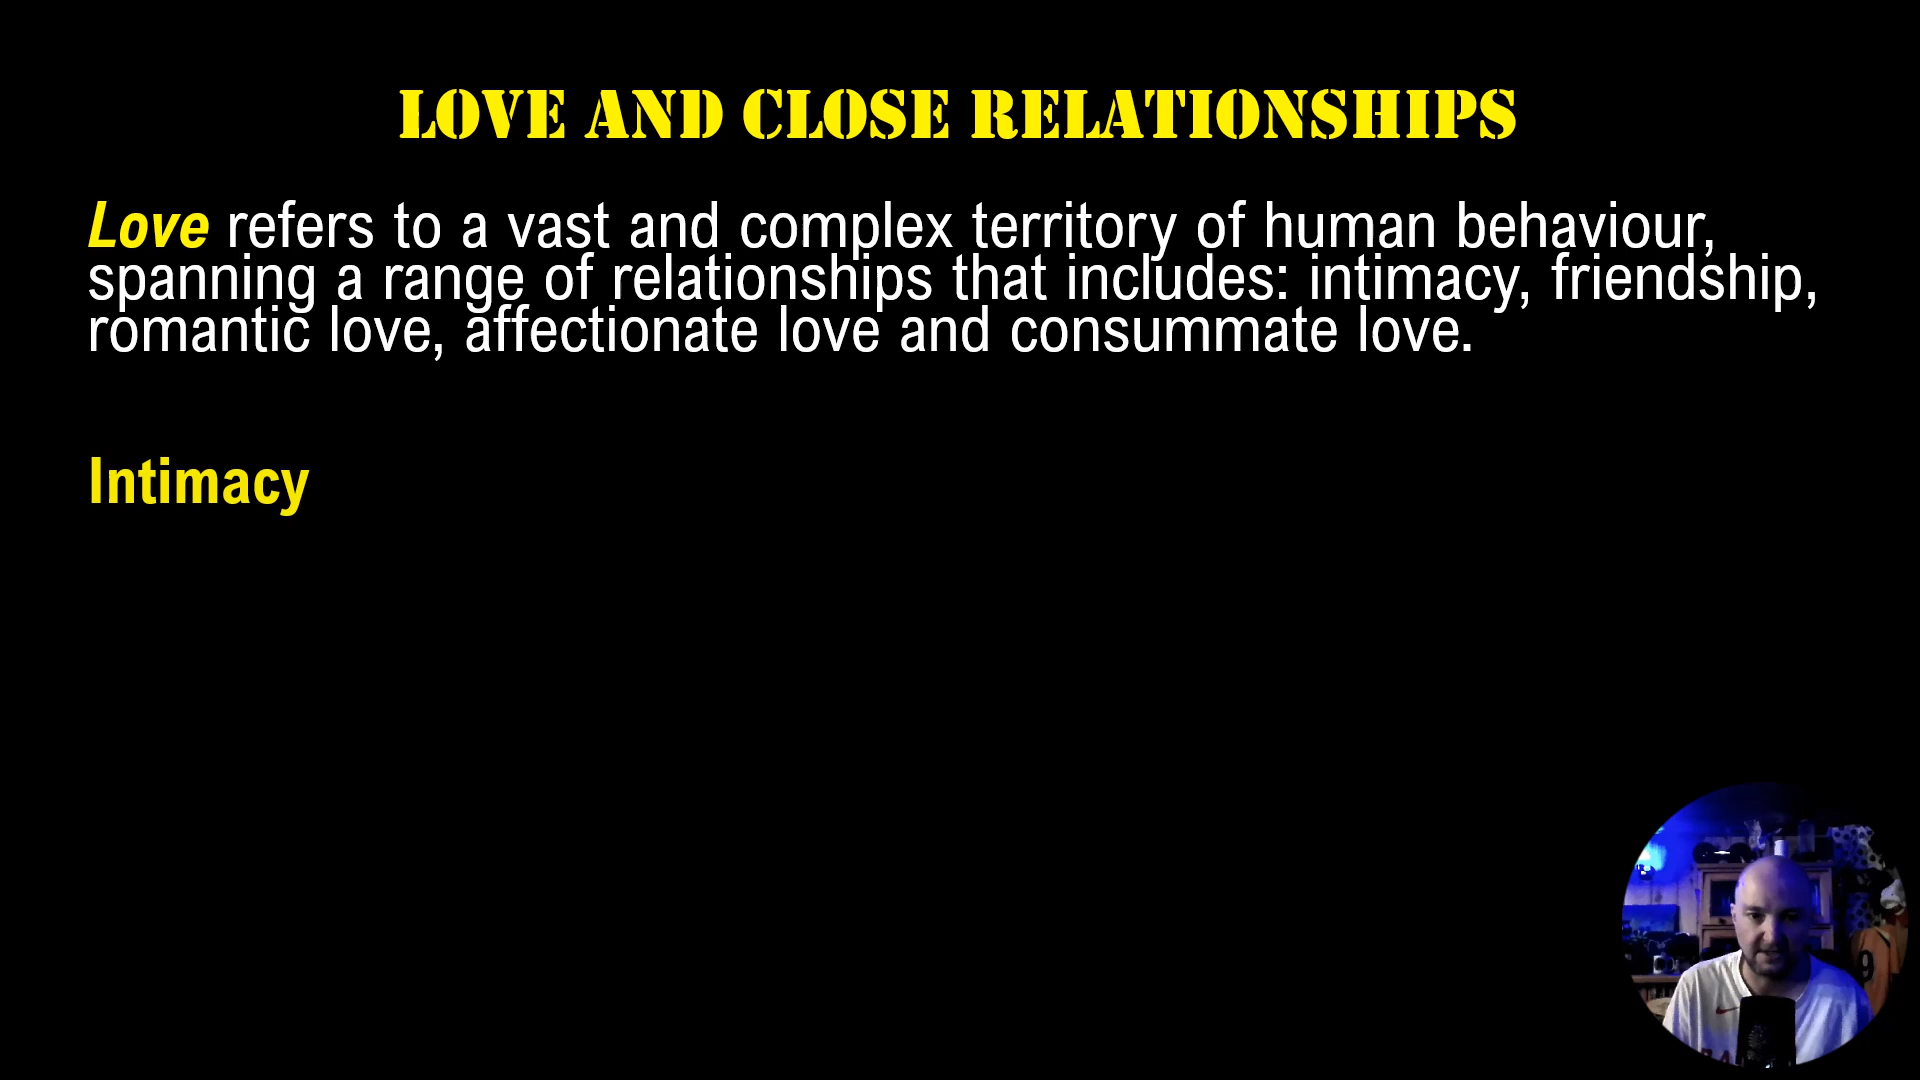 LOVE AND CLOSE RELATIONSHIPS
Love refers to a vast and complex territory of human behaviour,
spanning a range of relationships that includes: intimacy, friendship,
romantic love, affectionate love and consummate love.
Intimacy
9